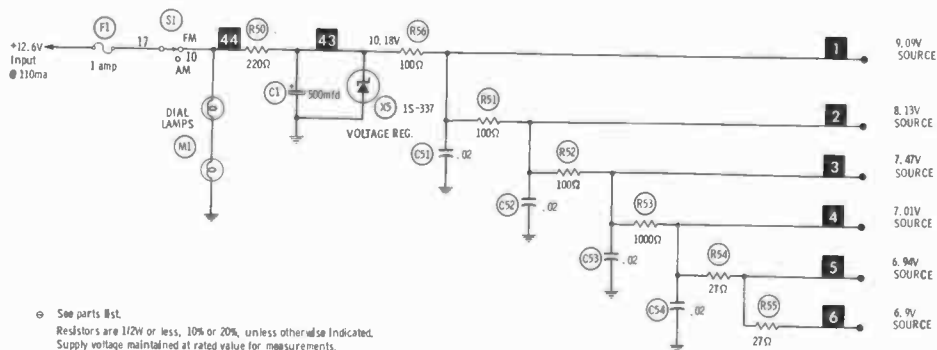 F1
S1
+12.6V
Input
@ 110ma
1 amp
17
FM
10
AM
44
R50
220Ω
43
10.18V
R56
100Ω
1
9.09V
SOURCE
C1
500mfd
X5
1S-337
VOLTAGE REG.
DIAL
LAMPS
M1
R51
100Ω
C51
.02
2
8.13V
SOURCE
R52
100Ω
C52
.02
3
7.47V
SOURCE
R53
1000Ω
C53
.02
4
7.01V
SOURCE
R54
27Ω
C54
.02
5
6.94V
SOURCE
R55
27Ω
6
6.9V
SOURCE
⊖ See parts list.
Resistors are 1/2W or less, 10% or 20%, unless otherwise indicated.
Supply voltage maintained at rated value for measurements.